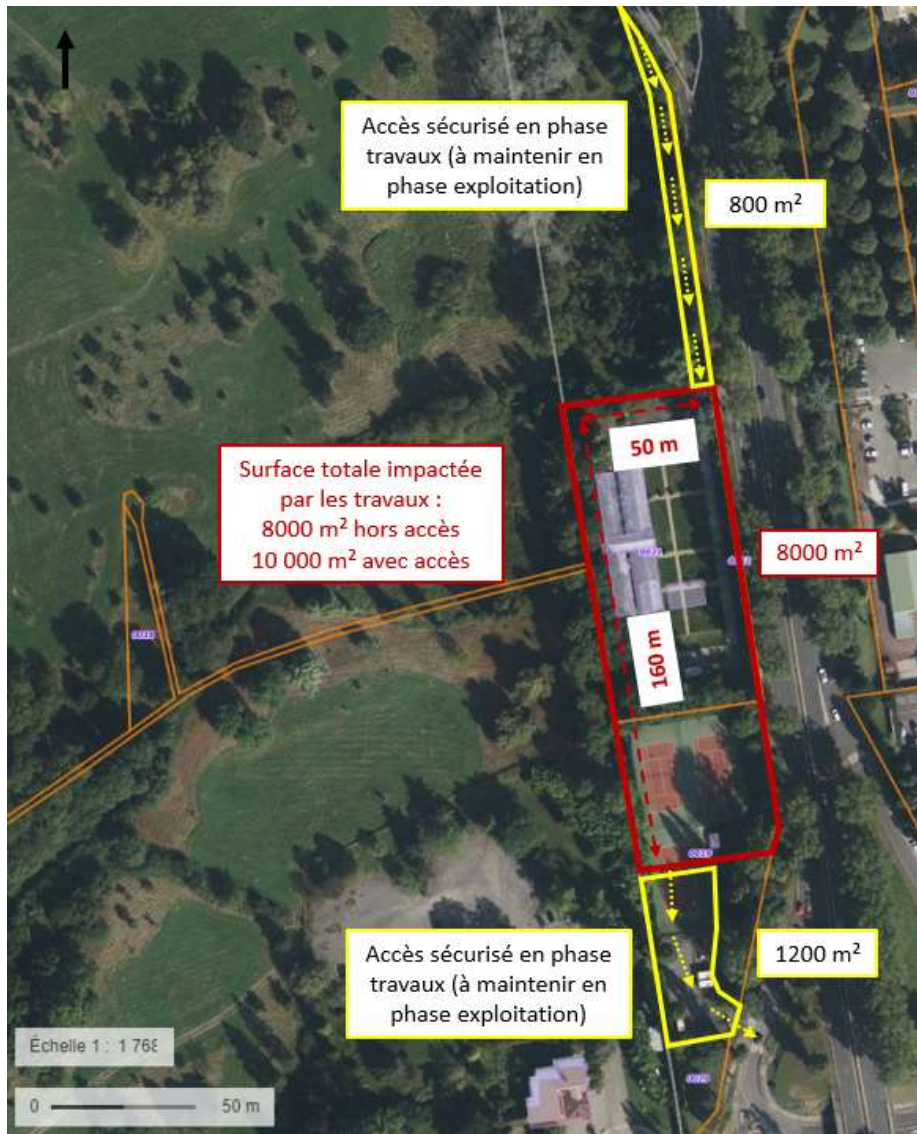 Accès sécurisé en phase
travaux (à maintenir en
phase exploitation)
800 m²
50 m
Surface totale impactée
par les travaux :
8000 m² hors accès
10 000 m² avec accès
8000 m²
160 m
Accès sécurisé en phase
travaux (à maintenir en
phase exploitation)
1200 m²
Échelle 1 : 1 768
0 50 m